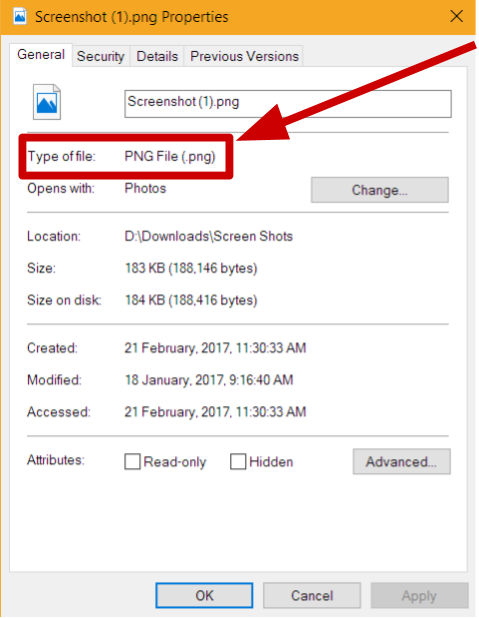 Screenshot (1).png Properties
General Security Details Previous Versions
Screenshot (1).png
Type of file: PNG File (.png)
Opens with: Photos Change...
Location: D:\Downloads\Screen Shots
Size: 183 KB (188,146 bytes)
Size on disk: 184 KB (188,416 bytes)
Created: 21 February, 2017, 11:30:33 AM
Modified: 18 January, 2017, 9:16:40 AM
Accessed: 21 February, 2017, 11:30:33 AM
Attributes: Read-only Hidden Advanced...
OK Cancel Apply